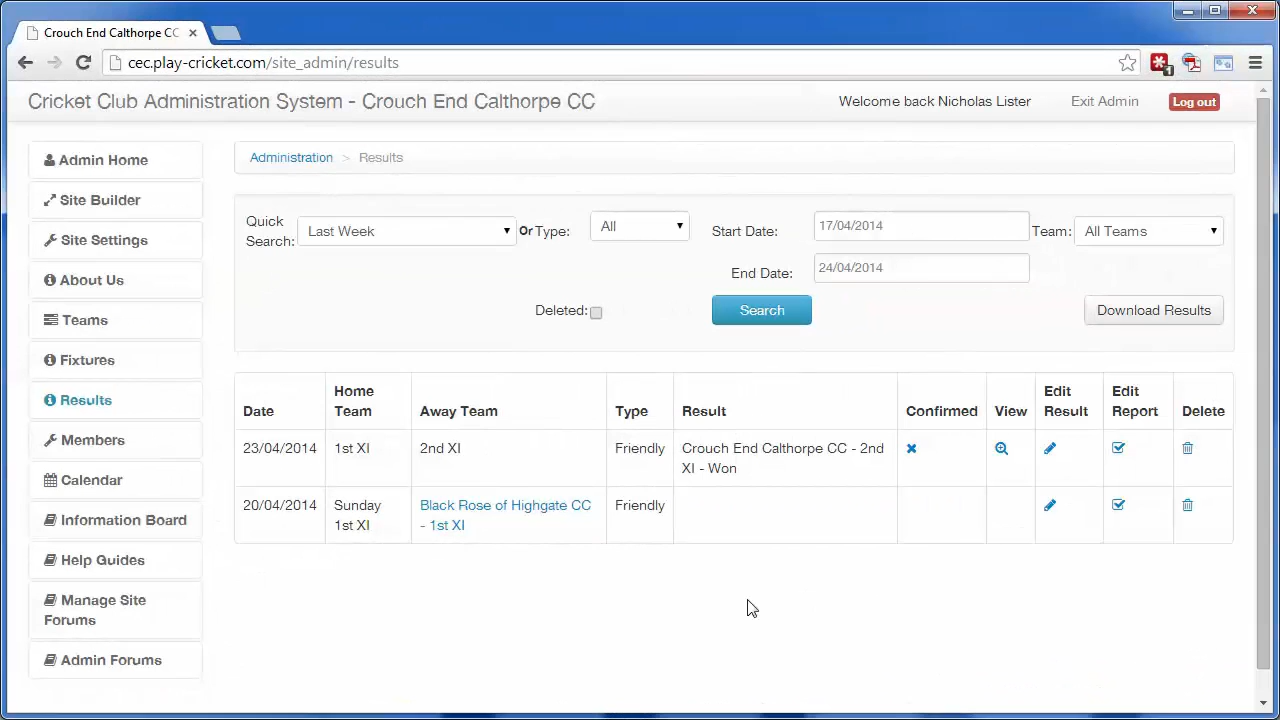 Crouch End Calthorpe CC
cec.play-cricket.com/site_admin/results
1
Cricket Club Administration System - Crouch End Calthorpe CC
Welcome back Nicholas Lister
Exit Admin
Log out
Admin Home
Site Builder
Site Settings
About Us
Teams
Fixtures
Results
Members
Calendar
Information Board
Help Guides
Manage Site
Forums
Admin Forums
Administration > Results
Quick
Search:
Last Week
Or Type:
All
Start Date:
17/04/2014
Team:
All Teams
End Date:
24/04/2014
Deleted:
Search
Download Results
Date
Home
Team
Away Team
Type
Result
Confirmed
View
Edit
Result
Edit
Report
Delete
23/04/2014
1st XI
2nd XI
Friendly
Crouch End Calthorpe CC - 2nd
XI - Won
20/04/2014
Sunday
1st XI
Black Rose of Highgate CC
- 1st XI
Friendly